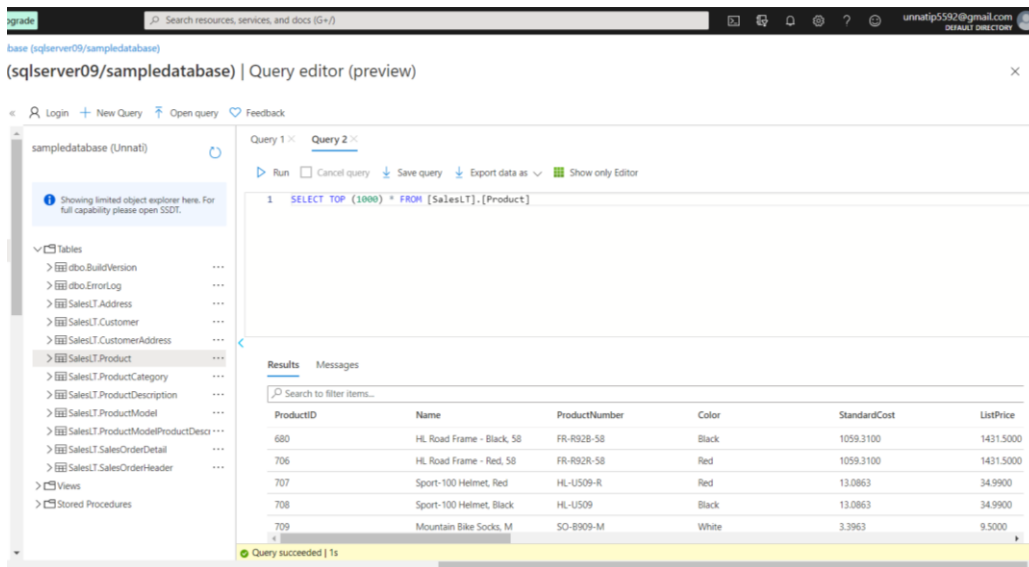 pgrade
Search resources, services, and docs (G+/)
unnatip5592@gmail.com
DEFAULT DIRECTORY
base (sqlserver09/sampledatabase)
(sqlserver09/sampledatabase) | Query editor (preview)
« Login + New Query Open query Feedback
sampledatabase (Unnati)
Showing limited object explorer here. For
full capability please open SSDT.
Tables
dbo.BuildVersion ...
dbo.ErrorLog ...
SalesLT.Address ...
SalesLT.Customer ...
SalesLT.CustomerAddress ...
SalesLT.Product ...
SalesLT.ProductCategory ...
SalesLT.ProductDescription ...
SalesLT.ProductModel ...
SalesLT.ProductModelProductDescr ...
SalesLT.SalesOrderDetail ...
SalesLT.SalesOrderHeader ...
Views
Stored Procedures
Query 1 × Query 2 ×
Run Cancel query Save query Export data as Show only Editor
1 SELECT TOP (1000) * FROM [SalesLT].[Product]
Results Messages
Search to filter items...
ProductID Name ProductNumber Color StandardCost ListPrice
680 HL Road Frame - Black, 58 FR-R92B-58 Black 1059.3100 1431.5000
706 HL Road Frame - Red, 58 FR-R92R-58 Red 1059.3100 1431.5000
707 Sport-100 Helmet, Red HL-U509-R Red 13.0863 34.9900
708 Sport-100 Helmet, Black HL-U509 Black 13.0863 34.9900
709 Mountain Bike Socks, M SO-B909-M White 3.3963 9.5000
Query succeeded | 1s